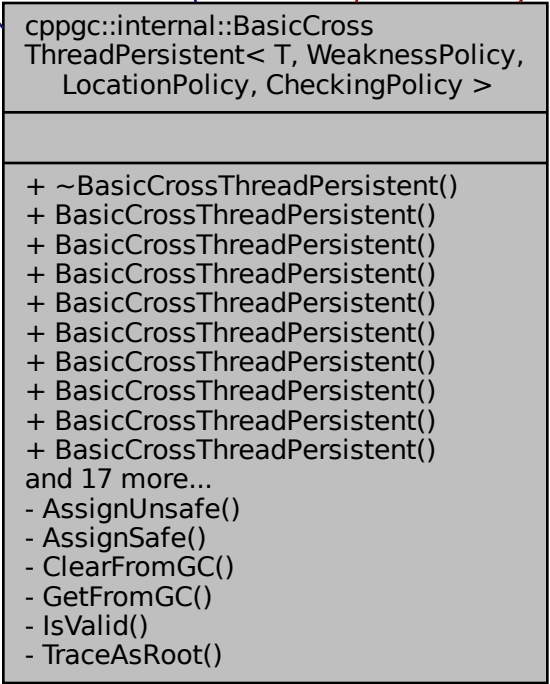 cppgc::internal::BasicCross
ThreadPersistent< T, WeaknessPolicy,
LocationPolicy, CheckingPolicy >
+ ~BasicCrossThreadPersistent()
+ BasicCrossThreadPersistent()
+ BasicCrossThreadPersistent()
+ BasicCrossThreadPersistent()
+ BasicCrossThreadPersistent()
+ BasicCrossThreadPersistent()
+ BasicCrossThreadPersistent()
+ BasicCrossThreadPersistent()
+ BasicCrossThreadPersistent()
+ BasicCrossThreadPersistent()
and 17 more...
- AssignUnsafe()
- AssignSafe()
- ClearFromGC()
- GetFromGC()
- IsValid()
- TraceAsRoot()